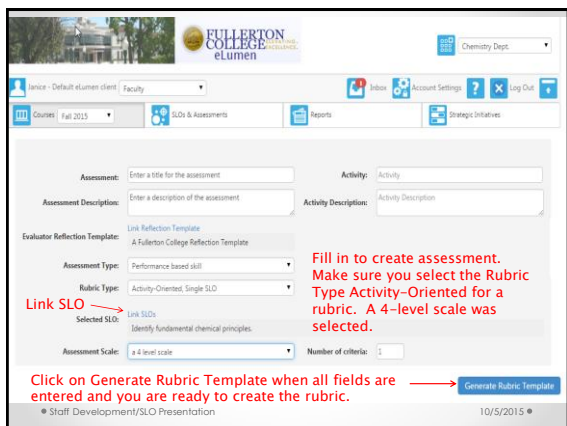 FULLERTON
COLLEGE
EXCELLENCE.
eLumen
Chemistry Dept.
Janice - Default eLumen client
Faculty
1
Inbox
Account Settings
?
X
Log Out
Courses
Fall 2015
SLOs & Assessments
Reports
Strategic Initiatives
Assessment:
Enter a title for the assessment
Activity:
Activity
Assessment Description:
Enter a description of the assessment
Activity Description:
Activity Description
Link Reflection Template
Evaluator Reflection Template:
A Fullerton College Reflection Template
Assessment Type:
Performance based skill
Rubric Type:
Activity-Oriented, Single SLO
Fill in to create assessment.
Make sure you select the Rubric
Type Activity-Oriented for a
rubric. A 4-level scale was
selected.
Link SLO
Link SLOs
Selected SLO:
Identify fundamental chemical principles.
Assessment Scale:
a 4 level scale
Number of criteria:
1
Click on Generate Rubric Template when all fields are
entered and you are ready to create the rubric.
Generate Rubric Template
Staff Development/SLO Presentation
10/5/2015